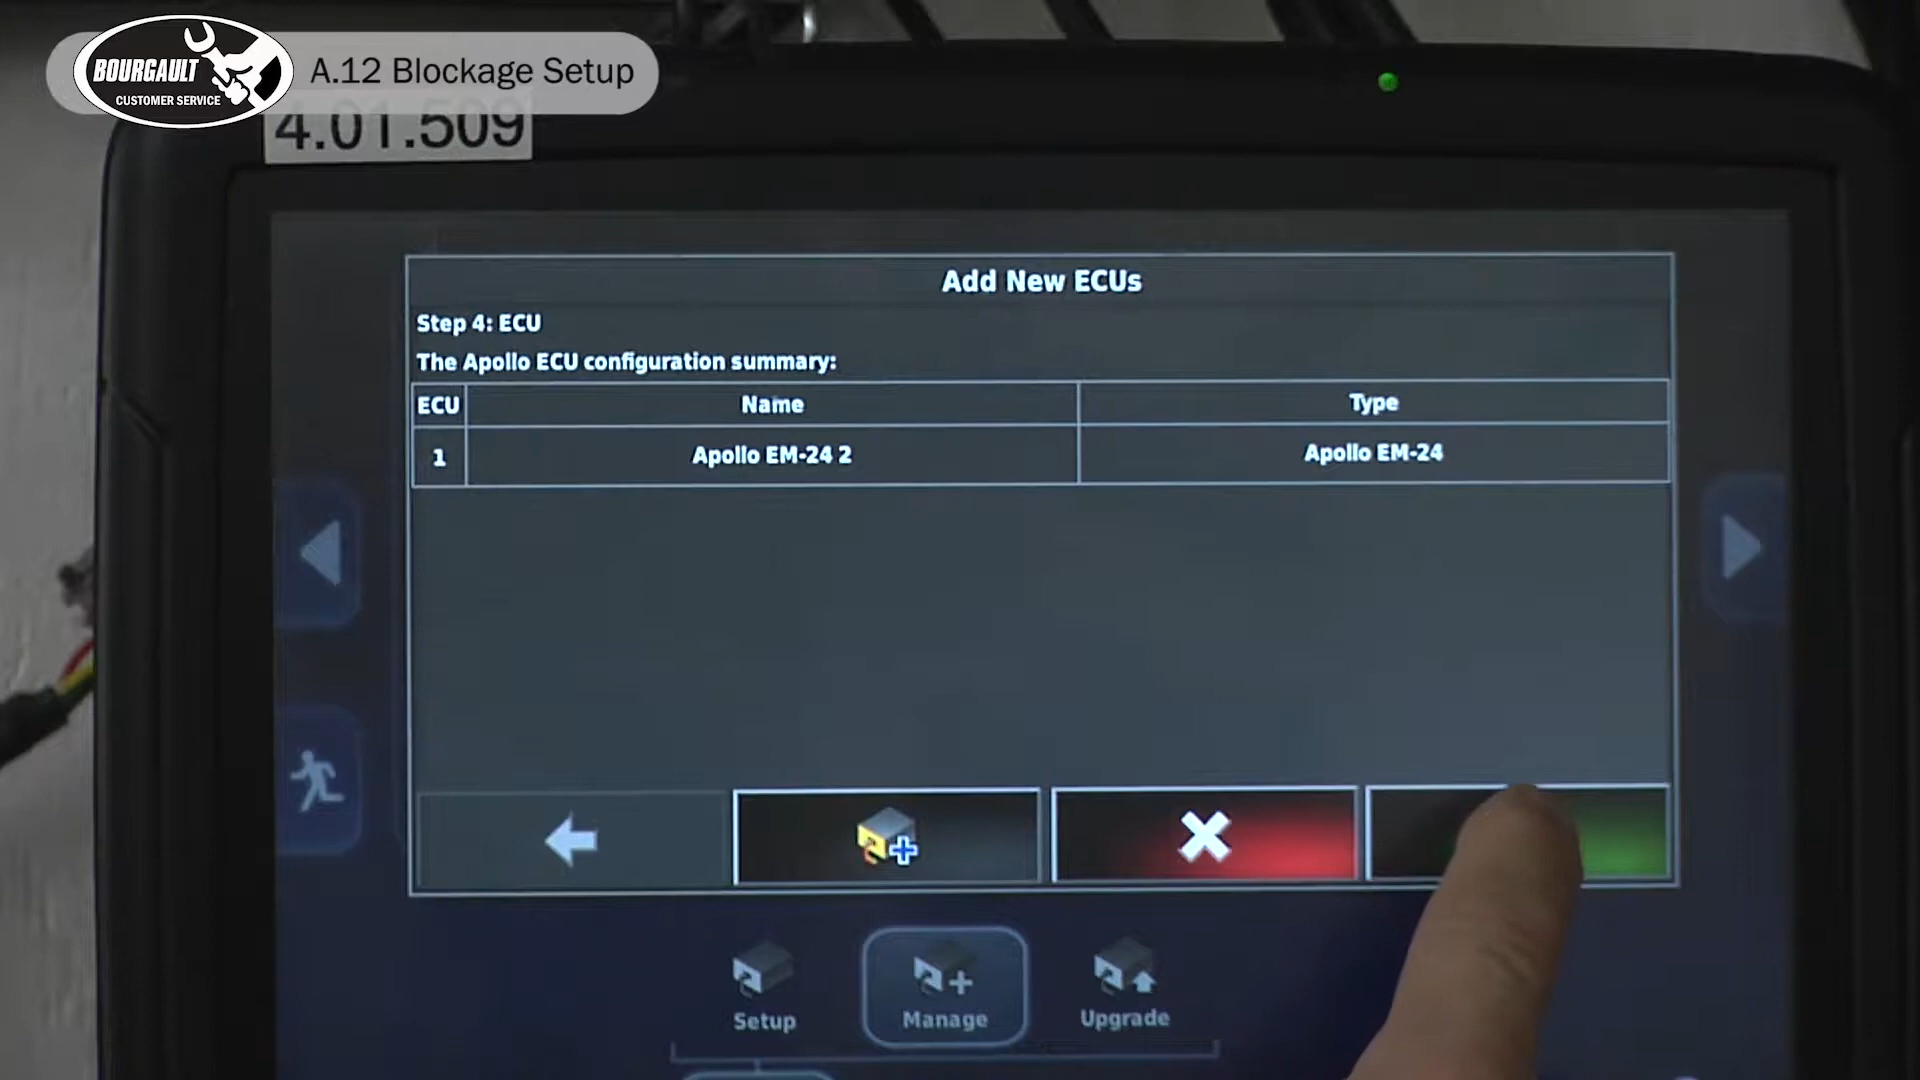 BOURGAULT
CUSTOMER SERVICE
A.12 Blockage Setup
4.01.509
Add New ECUs
Step 4: ECU
The Apollo ECU configuration summary:
ECU Name Type
1 Apollo EM-24 2 Apollo EM-24
Setup Manage Upgrade